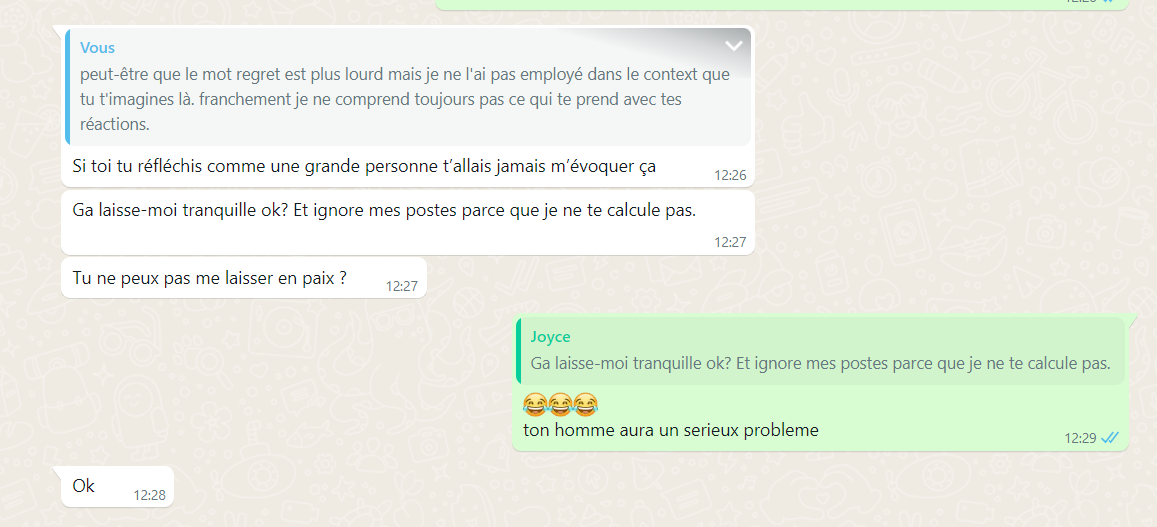 Vous
peut-être que le mot regret est plus lourd mais je ne l'ai pas employé dans le context que
tu t'imagines là. franchement je ne comprend toujours pas ce qui te prend avec tes
réactions.
Si toi tu réfléchis comme une grande personne t’allais jamais m’évoquer ça
12:26
Ga laisse-moi tranquille ok? Et ignore mes postes parce que je ne te calcule pas.
12:27
Tu ne peux pas me laisser en paix ?
12:27
Joyce
Ga laisse-moi tranquille ok? Et ignore mes postes parce que je ne te calcule pas.
😂😂😂
ton homme aura un serieux probleme
12:29
Ok
12:28